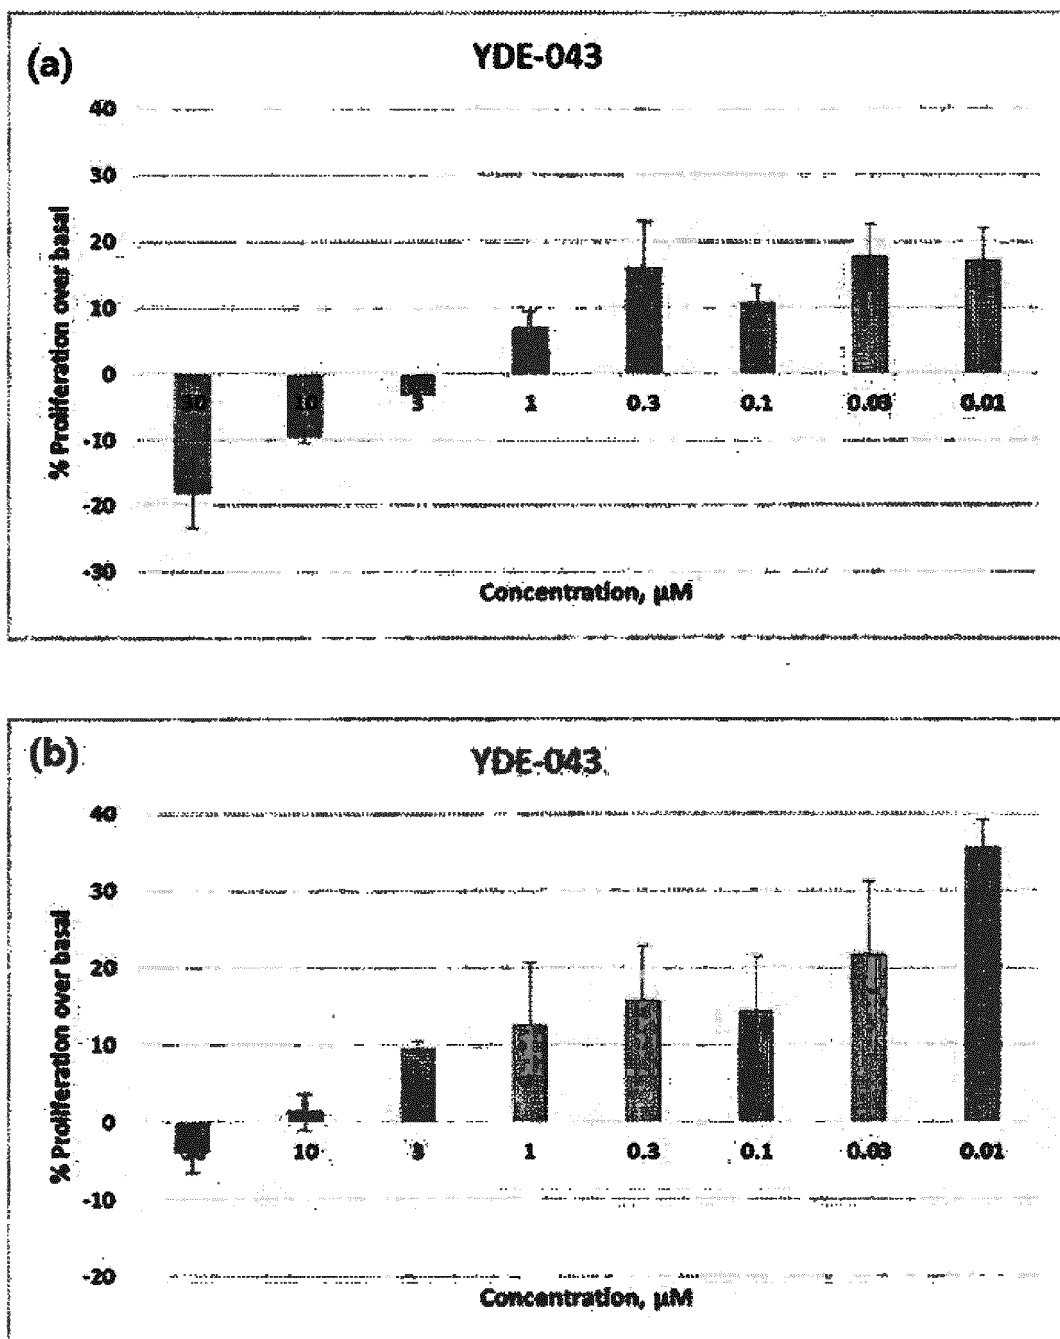 (a)
YDE-043
40
30
20
10
0
-10
-20
-30
% Proliferation over basal
30 10 3 1 0.3 0.1 0.03 0.01
Concentration, µM
(b)
YDE-043
40
30
20
10
0
-10
-20
% Proliferation over basal
10 3 1 0.3 0.1 0.03 0.01
Concentration, µM